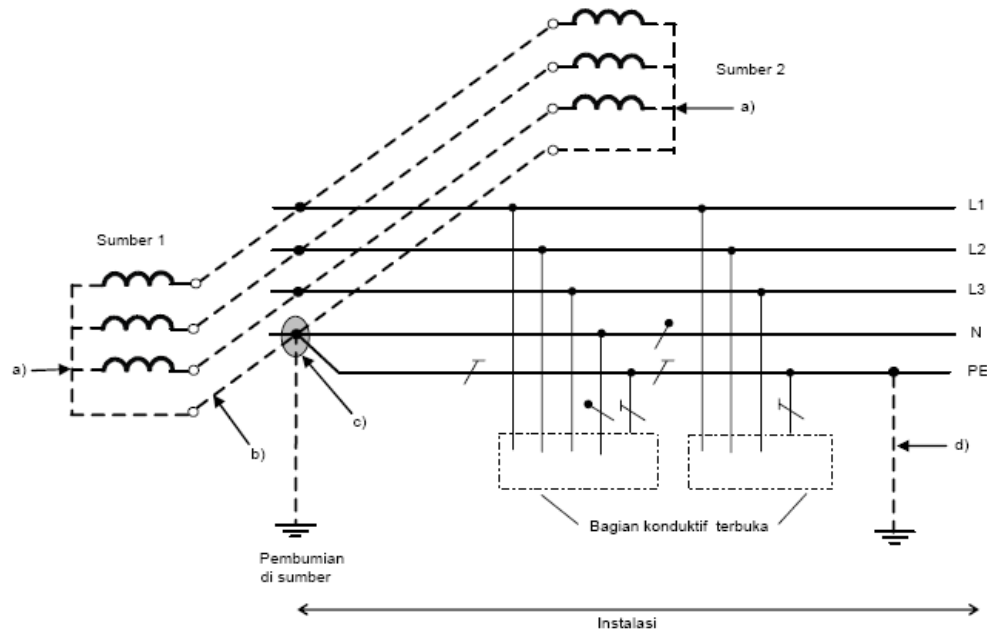 Sumber 2
a)
L1
Sumber 1
L2
L3
N
a)
PE
c)
b)
d)
Bagian konduktif terbuka
Pembumian
di sumber
Instalasi